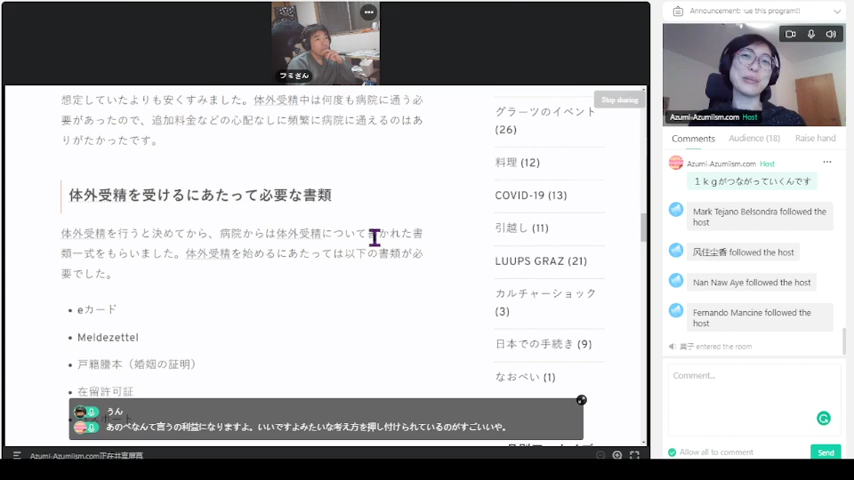 Announcement: ue this program!!
フミぎん
想定していたよりも安くすみました。体外受精中は何度も病院に通う必
要があったので、追加料金などの心配なしに頻繁に病院に通えるのはあ
りがたかったです。
Stop sharing
体外受精を受けるにあたって必要な書類
体外受精を行うと決めてから、病院からは体外受精について書かれた書
類一式をもらいました。体外受精を始めるにあたっては以下の書類が必
要でした。
• eカード
• Meldezettel
• 戸籍謄本（婚姻の証明）
• 在留許可証
うん
あのべなんて言うの利益になりますよ。いいですよみたいな考え方を押し付けられているのがすごいいや。
グラーツのイベント
(26)
料理 (12)
COVID-19 (13)
引越し (11)
LUUPS GRAZ (21)
カルチャーショック
(3)
日本での手続き (9)
なおぺい (1)
Azumi-Azumiism.com正在共享屏幕
Azumi-Azumiism.com Host
Comments
Audience (18)
Raise hand
Azumi-Azumiism.com Host
１ｋｇがつながっていくんです
Mark Tejano Belsondra followed the
host
风住尘香 followed the host
Nan Naw Aye followed the host
Fernando Mancine followed the
host
翼子 entered the room
Comment...
Allow all to comment
Send